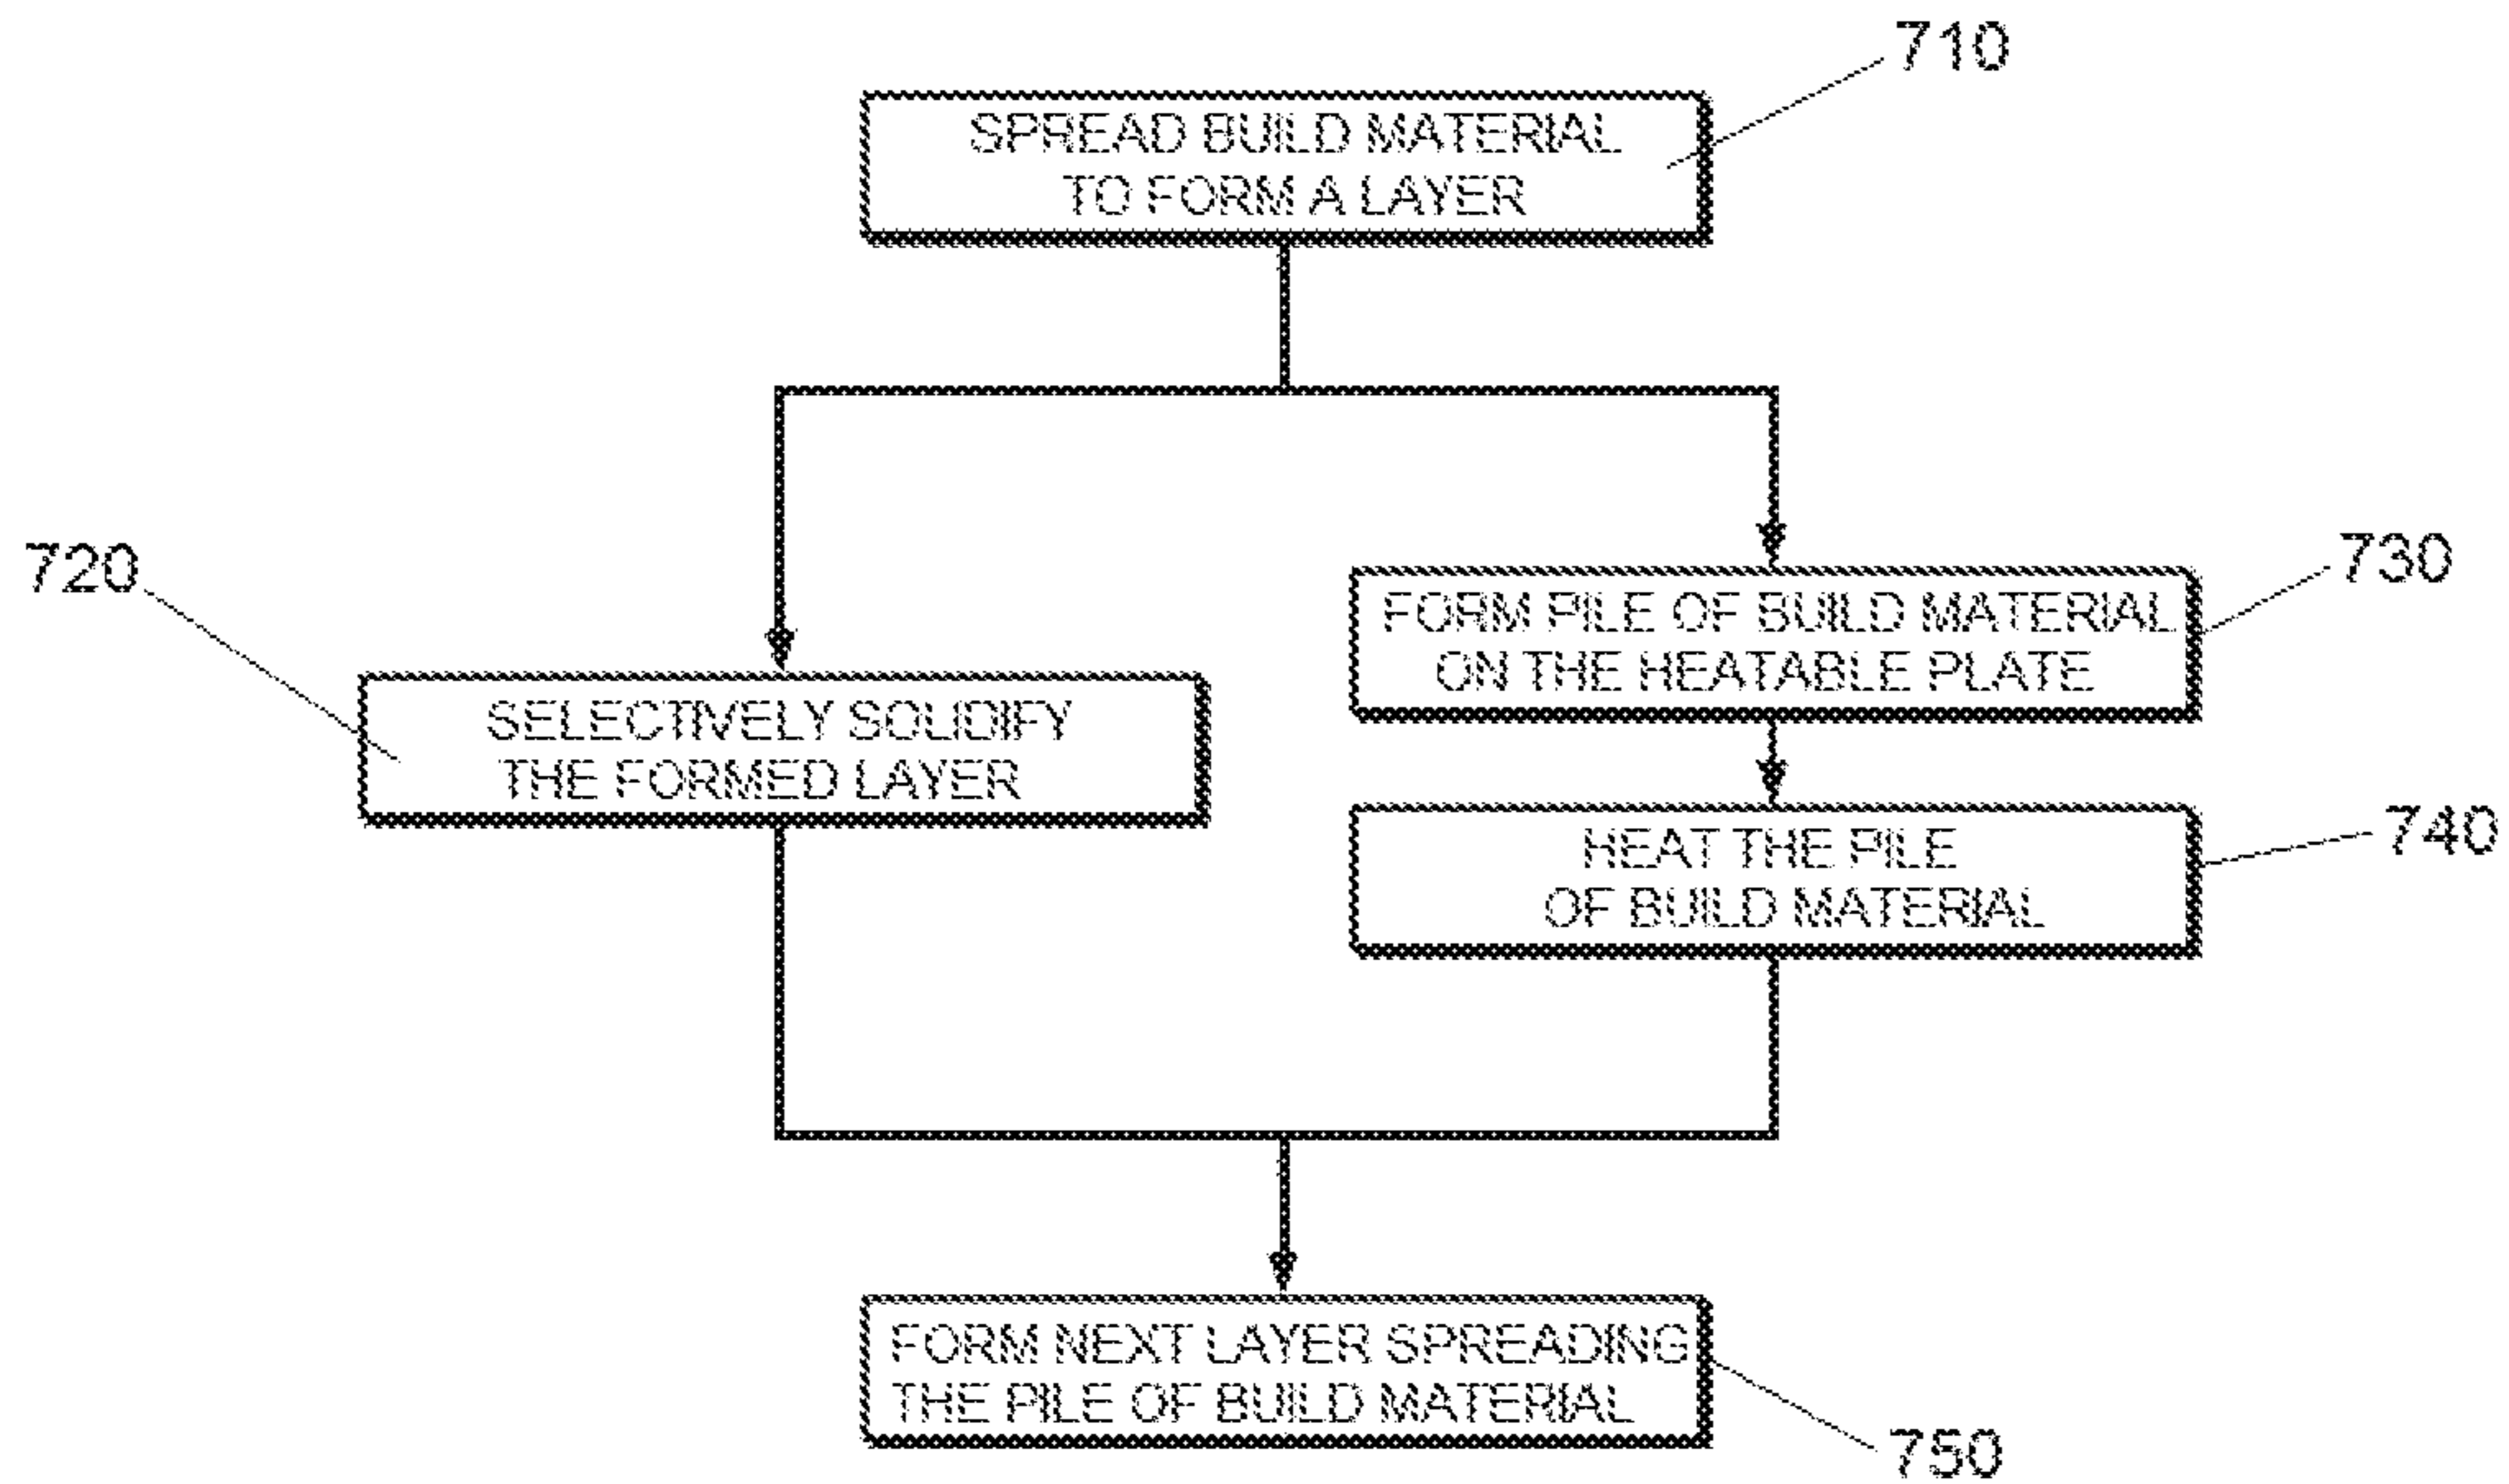 710
SPREAD BUILD MATERIAL
TO FORM A LAYER
720
SELECTIVELY SOLIDIFY
THE FORMED LAYER
730
FORM PILE OF BUILD MATERIAL
ON THE HEATABLE PLATE
740
HEAT THE PILE
OF BUILD MATERIAL
FORM NEXT LAYER SPREADING
THE PILE OF BUILD MATERIAL
750